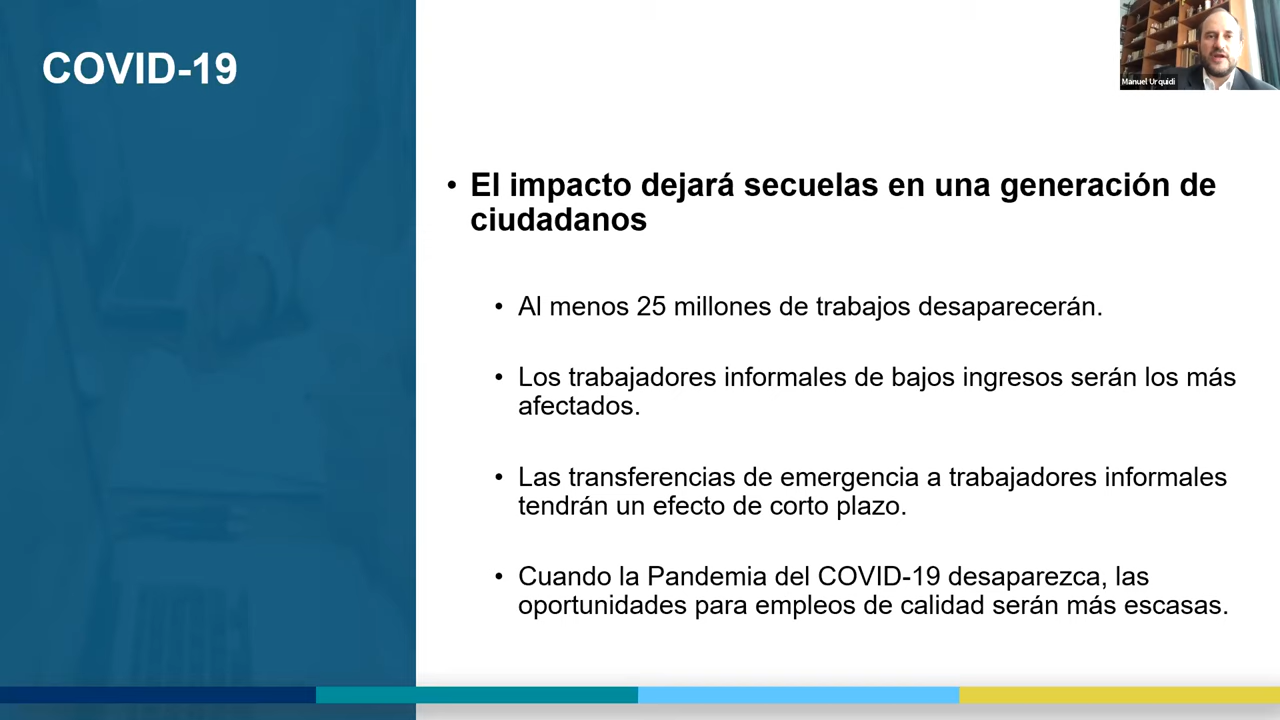 COVID-19
Manuel Urquidi
• El impacto dejará secuelas en una generación de
ciudadanos
• Al menos 25 millones de trabajos desaparecerán.
• Los trabajadores informales de bajos ingresos serán los más
afectados.
• Las transferencias de emergencia a trabajadores informales
tendrán un efecto de corto plazo.
• Cuando la Pandemia del COVID-19 desaparezca, las
oportunidades para empleos de calidad serán más escasas.